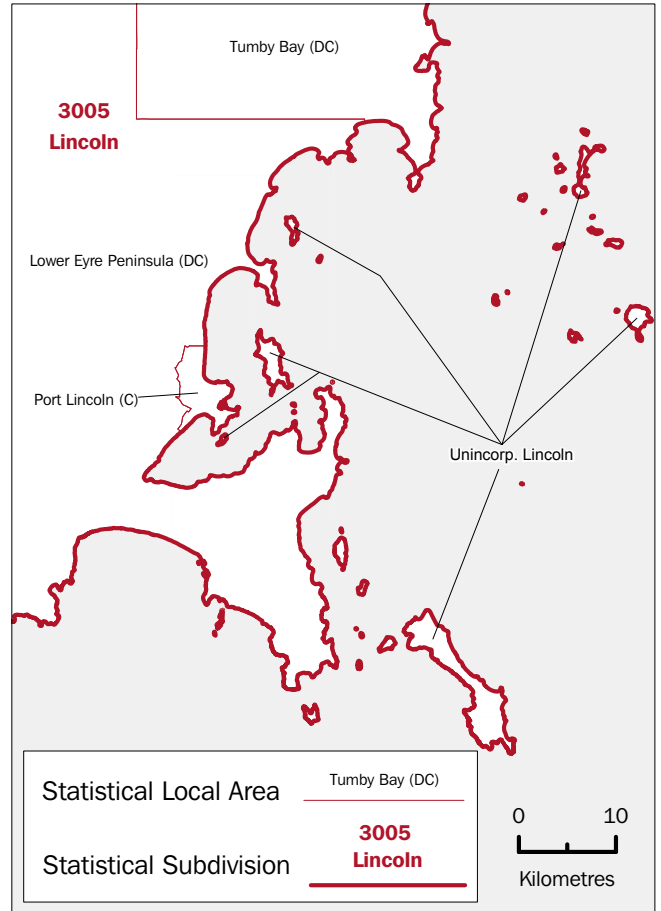 Tumby Bay (DC)
3005
Lincoln
Lower Eyre Peninsula (DC)
Port Lincoln (C)
Unincorp. Lincoln
Statistical Local Area
Tumby Bay (DC)
Statistical Subdivision
3005
Lincoln
0 10
Kilometres